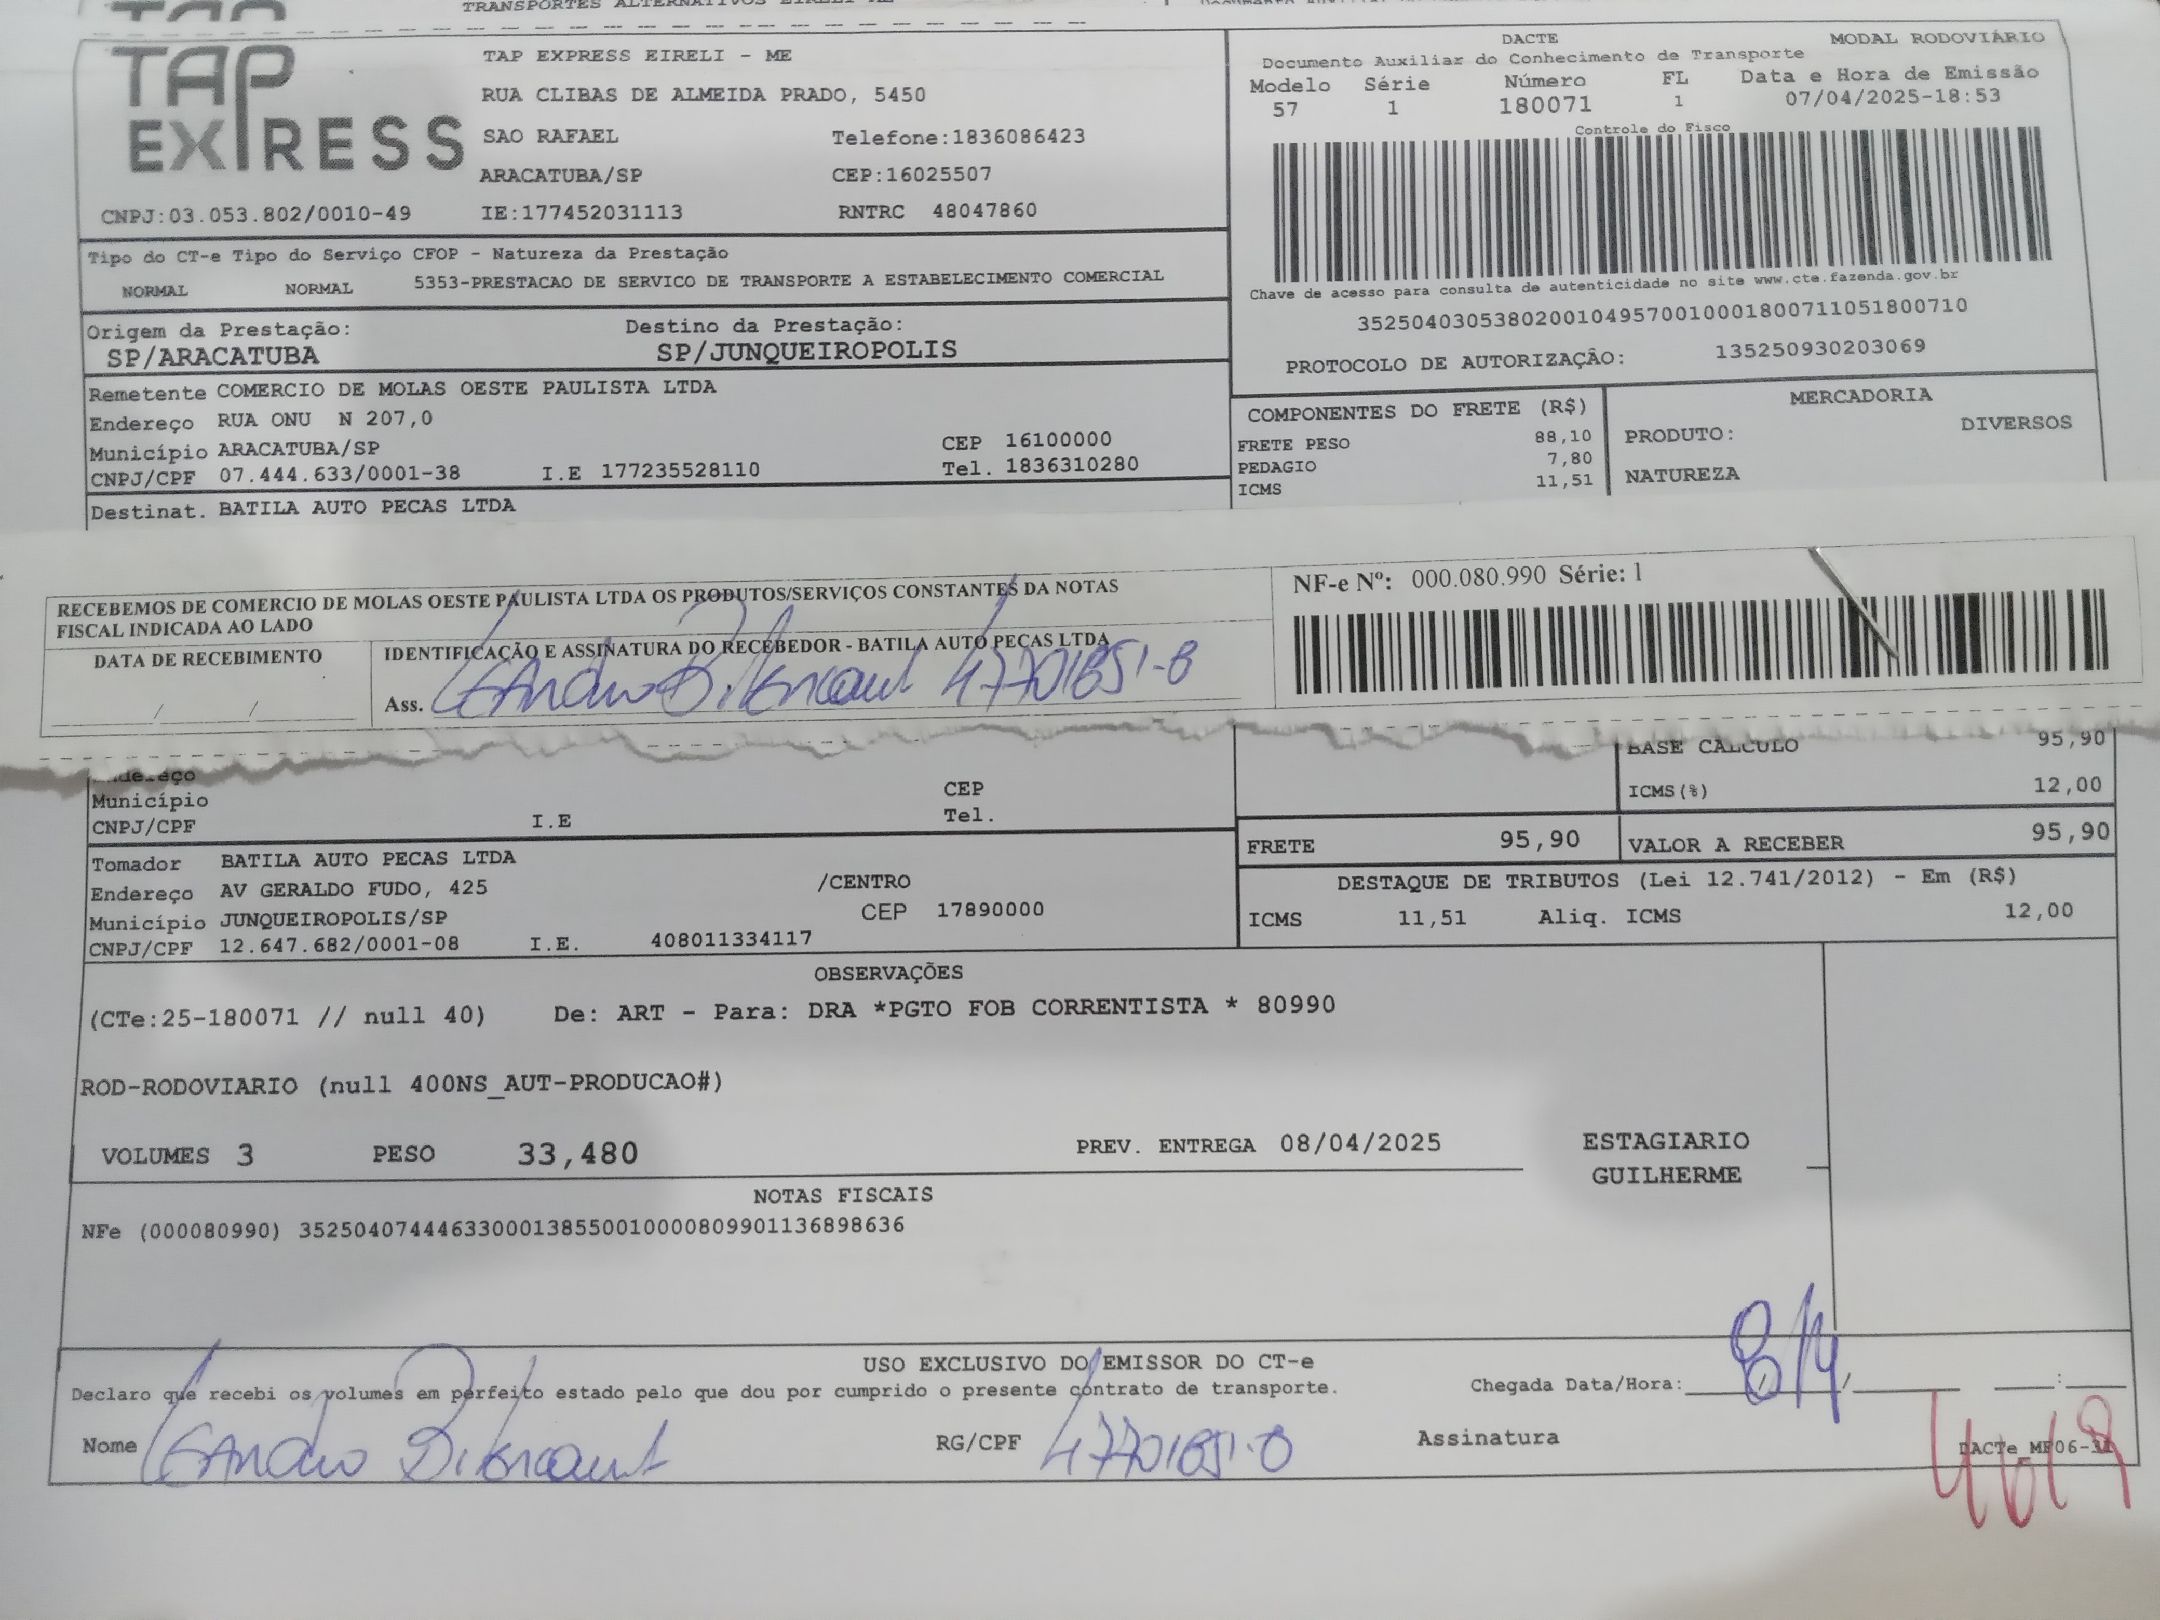 TRANSPORTES ALTERNATIVOS EIRELI ME
TAP EXPRESS
TAP EXPRESS EIRELI - ME
RUA CLIBAS DE ALMEIDA PRADO, 5450
SAO RAFAEL Telefone:1836086423
ARACATUBA/SP CEP:16025507
CNPJ:03.053.802/0010-49 IE:177452031113 RNTRC 48047860
DACTE MODAL RODOVIÁRIO
Documento Auxiliar do Conhecimento de Transporte
Modelo Série Número FL Data e Hora de Emissão
57 1 180071 1 07/04/2025-18:53
Controle do Fisco
Chave de acesso para consulta de autenticidade no site www.cte.fazenda.gov.br
35250403053802001049570010001800711051800710
PROTOCOLO DE AUTORIZAÇÃO: 135250930203069
Tipo do CT-e Tipo do Serviço CFOP - Natureza da Prestação
NORMAL NORMAL 5353-PRESTACAO DE SERVICO DE TRANSPORTE A ESTABELECIMENTO COMERCIAL
Origem da Prestação: Destino da Prestação:
SP/ARACATUBA SP/JUNQUEIROPOLIS
Remetente COMERCIO DE MOLAS OESTE PAULISTA LTDA
Endereço RUA ONU N 207,0
Município ARACATUBA/SP CEP 16100000
CNPJ/CPF 07.444.633/0001-38 I.E 177235528110 Tel. 1836310280
Destinat. BATILA AUTO PECAS LTDA
COMPONENTES DO FRETE (R$)
FRETE PESO 88,10
PEDAGIO 7,80
ICMS 11,51
MERCADORIA
PRODUTO: DIVERSOS
NATUREZA
RECEBEMOS DE COMERCIO DE MOLAS OESTE PAULISTA LTDA OS PRODUTOS/SERVIÇOS CONSTANTES DA NOTAS
FISCAL INDICADA AO LADO
DATA DE RECEBIMENTO
/ /
IDENTIFICAÇÃO E ASSINATURA DO RECEBEDOR - BATILA AUTO PECAS LTDA
Ass. Leandro 47701851-8
NF-e Nº: 000.080.990 Série: 1
Endereço
Município CEP
CNPJ/CPF I.E Tel.
BASE CALCULO 95,90
ICMS(%) 12,00
FRETE 95,90 VALOR A RECEBER 95,90
Tomador BATILA AUTO PECAS LTDA
Endereço AV GERALDO FUDO, 425 /CENTRO
Município JUNQUEIROPOLIS/SP CEP 17890000
CNPJ/CPF 12.647.682/0001-08 I.E. 408011334117
DESTAQUE DE TRIBUTOS (Lei 12.741/2012) - Em (R$)
ICMS 11,51 Aliq. ICMS 12,00
OBSERVAÇÕES
(CTe:25-180071 // null 40) De: ART - Para: DRA *PGTO FOB CORRENTISTA * 80990
ROD-RODOVIARIO (null 400NS_AUT-PRODUCAO#)
VOLUMES 3 PESO 33,480 PREV. ENTREGA 08/04/2025
ESTAGIARIO
GUILHERME
NOTAS FISCAIS
NFe (000080990) 35250407444633000138550010000809901136898636
USO EXCLUSIVO DO EMISSOR DO CT-e
Declaro que recebi os volumes em perfeito estado pelo que dou por cumprido o presente contrato de transporte.
Chegada Data/Hora: 8/4 / / :
Nome Leandro RG/CPF 47701851-8 Assinatura